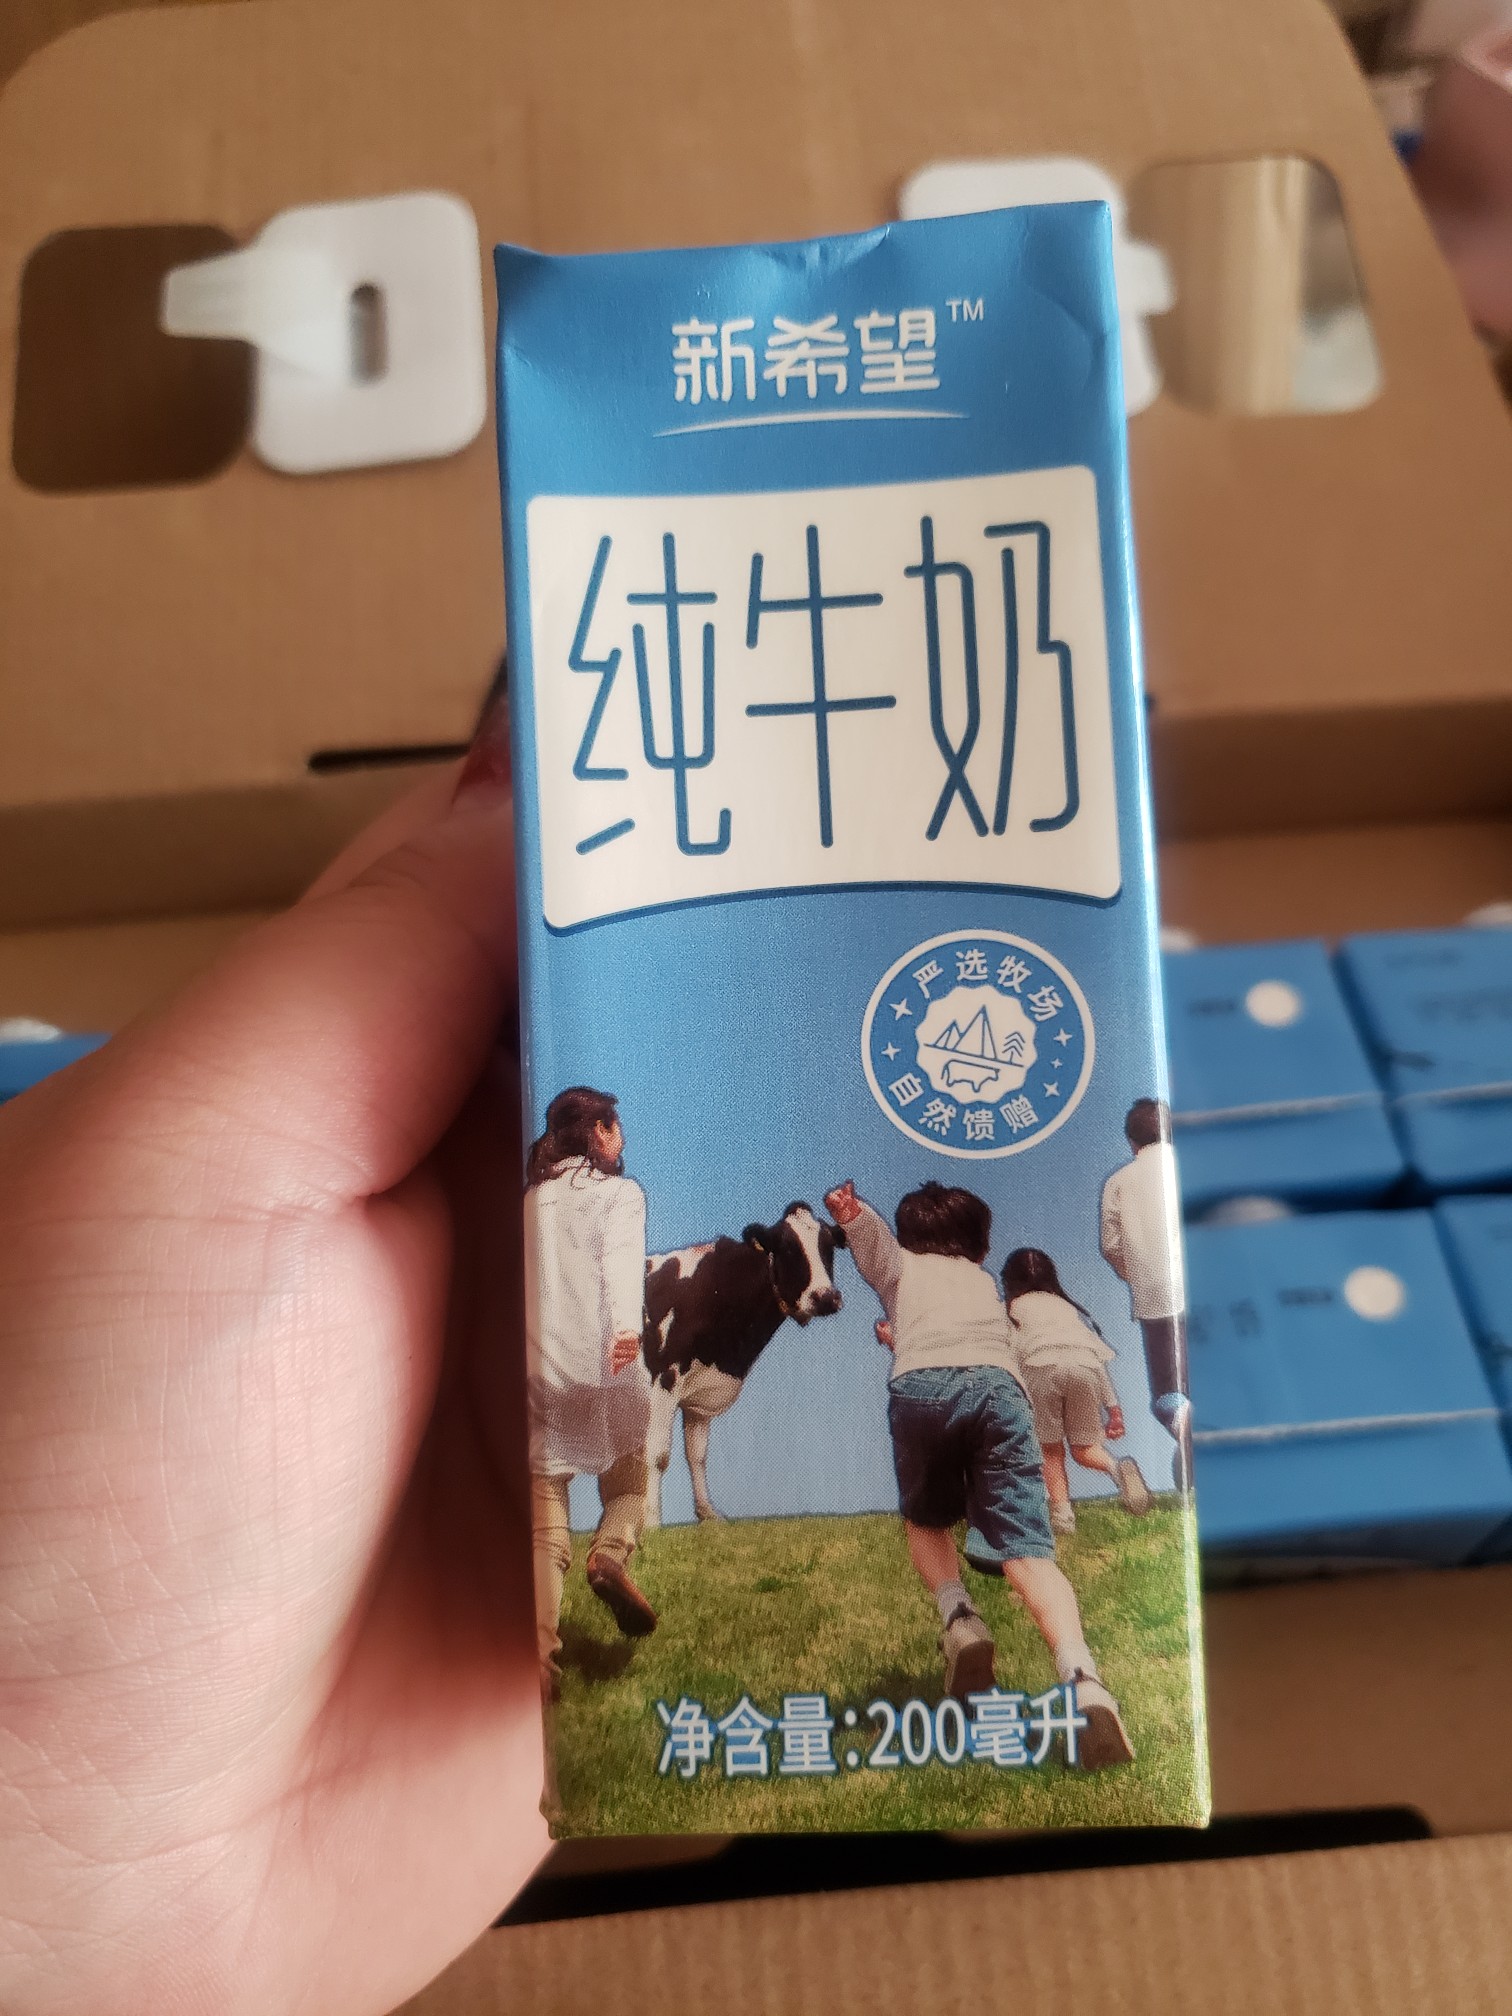 新希望™
纯牛奶
严选牧场
自然馈赠
净含量:200毫升